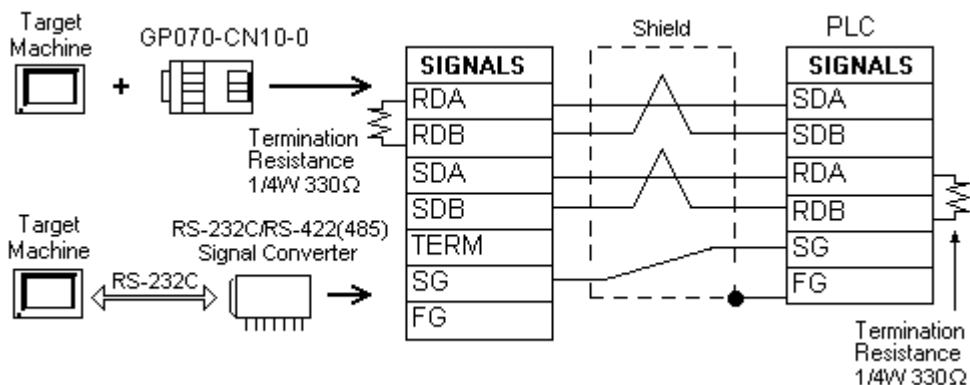 Target
Machine
+
GP070-CN10-0
Termination
Resistance
1/4W 330Ω
Target
Machine
RS-232C
RS-232C/RS-422(485)
Signal Converter
SIGNALS
RDA
RDB
SDA
SDB
TERM
SG
FG
Shield
PLC
SIGNALS
SDA
SDB
RDA
RDB
SG
FG
Termination
Resistance
1/4W 330Ω